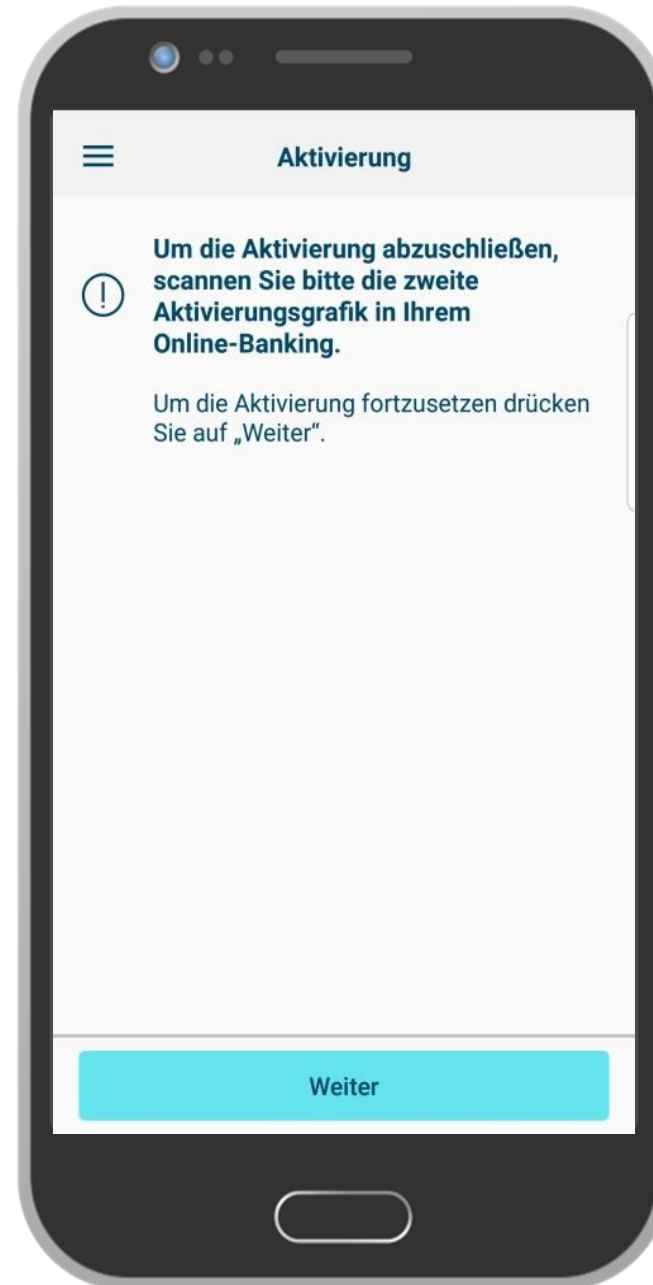 Aktivierung
Um die Aktivierung abzuschließen,
scannen Sie bitte die zweite
Aktivierungsgrafik in Ihrem
Online-Banking.
Um die Aktivierung fortzusetzen drücken
Sie auf „Weiter“.
Weiter